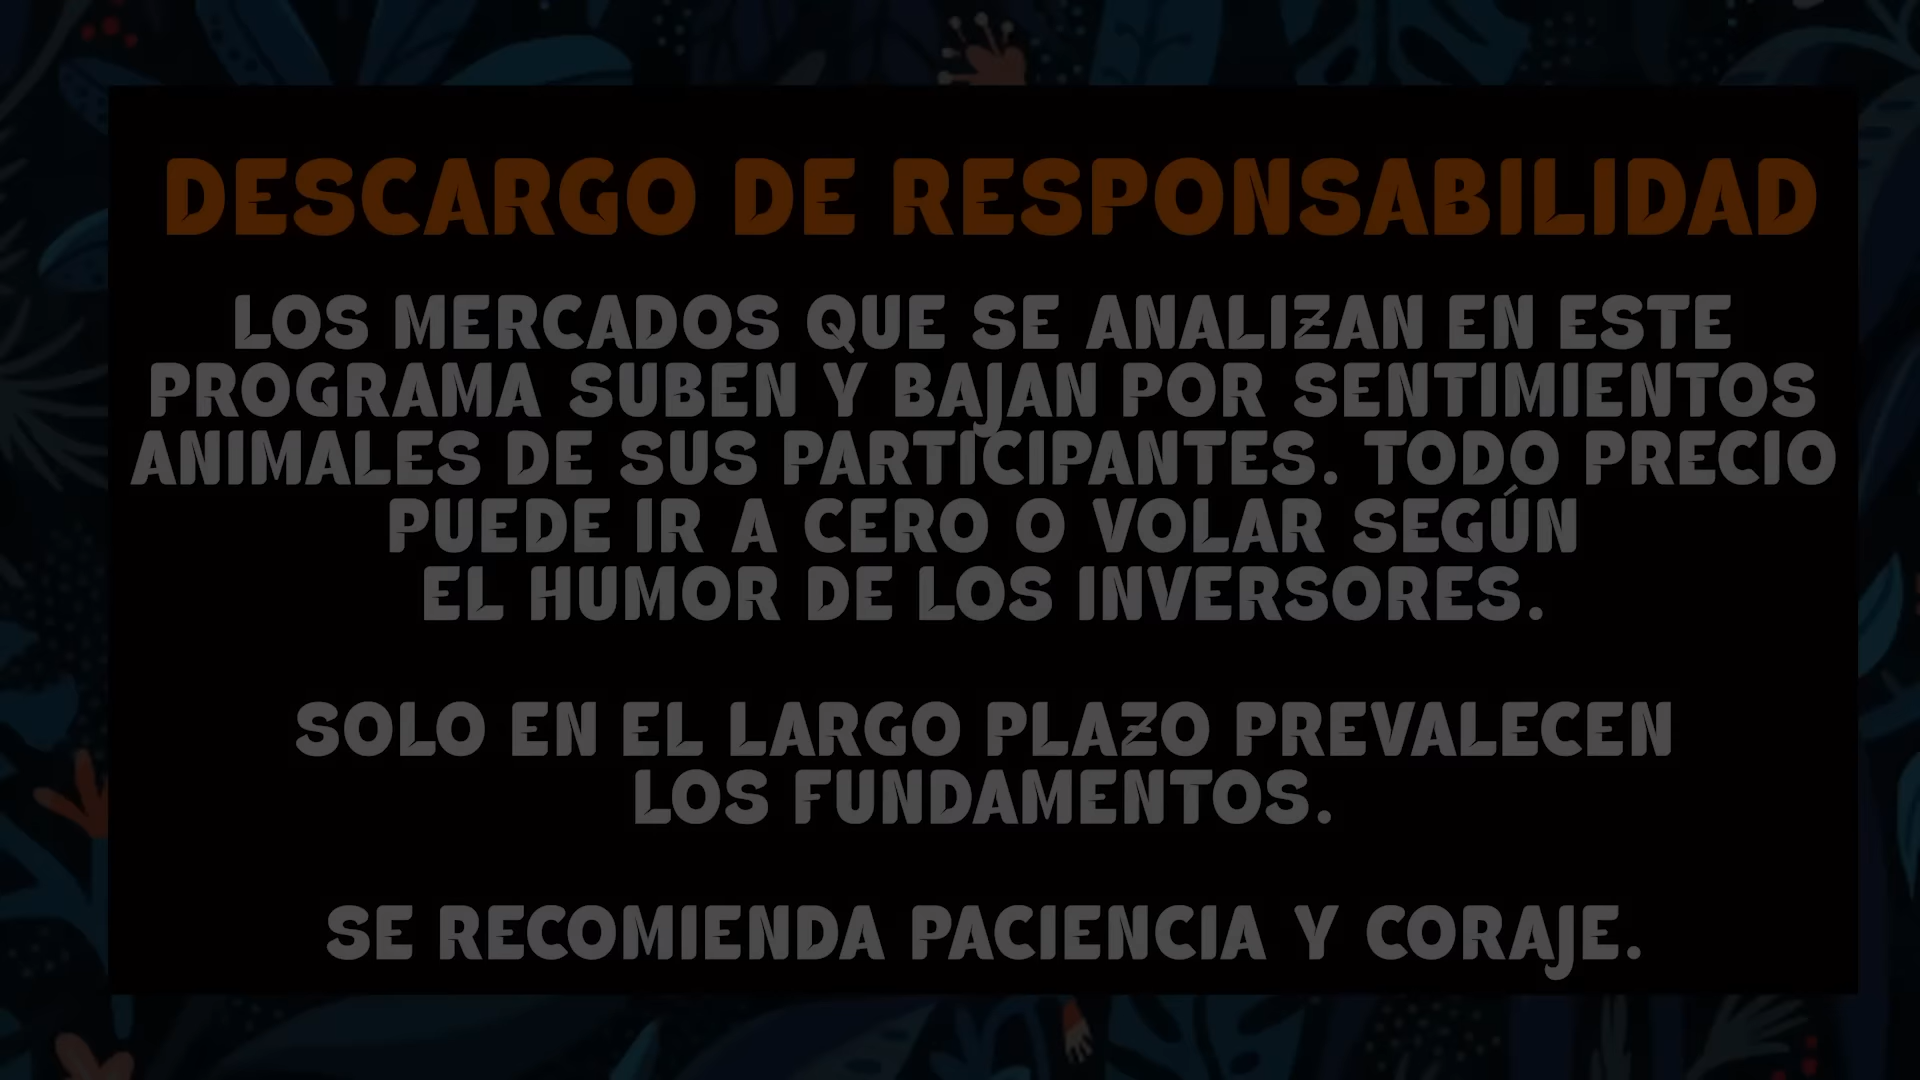 DESCARGO DE RESPONSABILIDAD
LOS MERCADOS QUE SE ANALIZAN EN ESTE
PROGRAMA SUBEN Y BAJAN POR SENTIMIENTOS
ANIMALES DE SUS PARTICIPANTES. TODO PRECIO
PUEDE IR A CERO O VOLAR SEGÚN
EL HUMOR DE LOS INVERSORES.
SOLO EN EL LARGO PLAZO PREVALECEN
LOS FUNDAMENTOS.
SE RECOMIENDA PACIENCIA Y CORAJE.